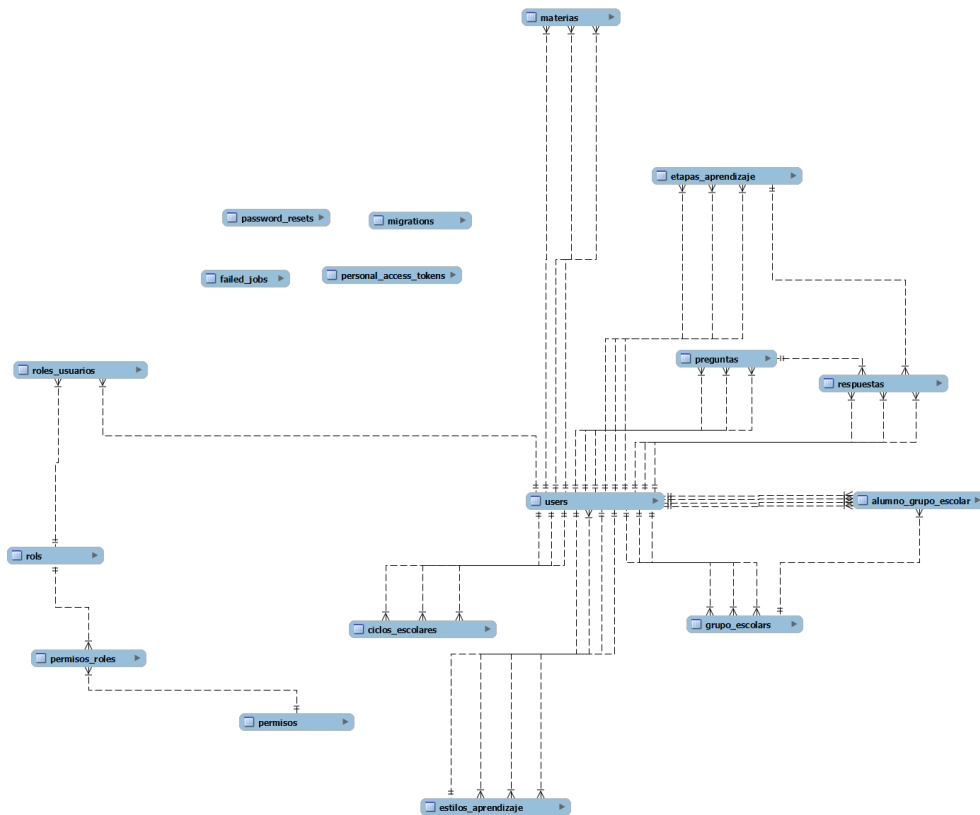 materias
etapas_aprendizaje
password_resets
migrations
failed_jobs
personal_access_tokens
preguntas
roles_usuarios
respuestas
users
alumno_grupo_escolar
rols
grupo_escolars
ciclos_escolares
permisos_roles
permisos
estilos_aprendizaje